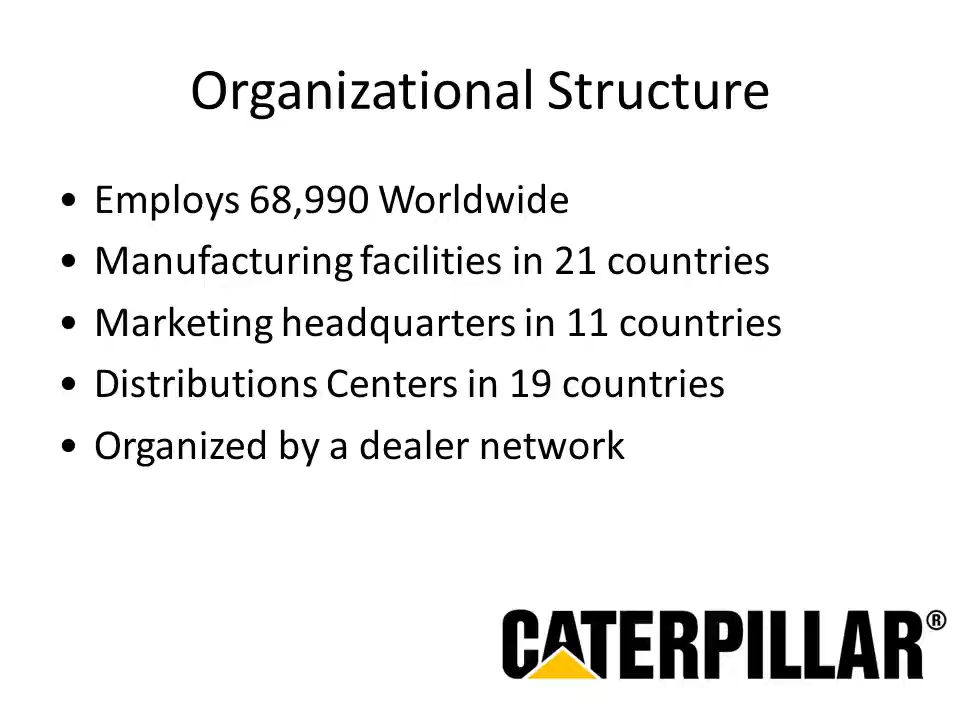 Organizational Structure
• Employs 68,990 Worldwide
• Manufacturing facilities in 21 countries
• Marketing headquarters in 11 countries
• Distributions Centers in 19 countries
• Organized by a dealer network
CATERPILLAR®